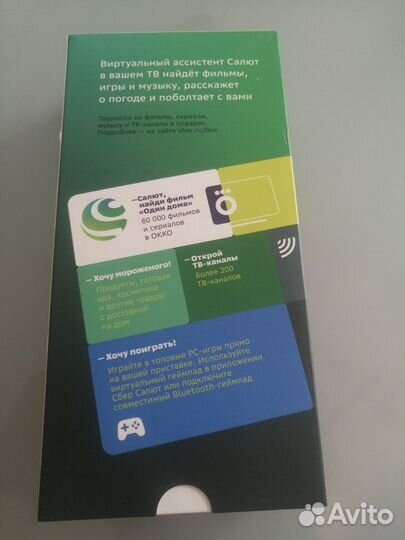 Виртуальный ассистент Салют
в вашем ТВ найдёт фильмы,
игры и музыку, расскажет
о погоде и поболтает с вами
Подписки на фильмы, сериалы,
музыку и ТВ-каналы в подарок.
Подробнее — на сайте sber.ru/box
—Салют,
найди фильм
«Один дома»
60 000 фильмов
и сериалов
в ОККО
—Хочу мороженого!
Продукты, готовая
еда, косметика
и другие товары
с доставкой
на дом
—Открой
ТВ-каналы
Более 200
ТВ-каналов
—Хочу поиграть!
Играйте в топовые PC-игры прямо
на вашей приставке. Используйте
виртуальный геймпад в приложении
Сбер Салют или подключите
совместимый Bluetooth-геймпад
Avito